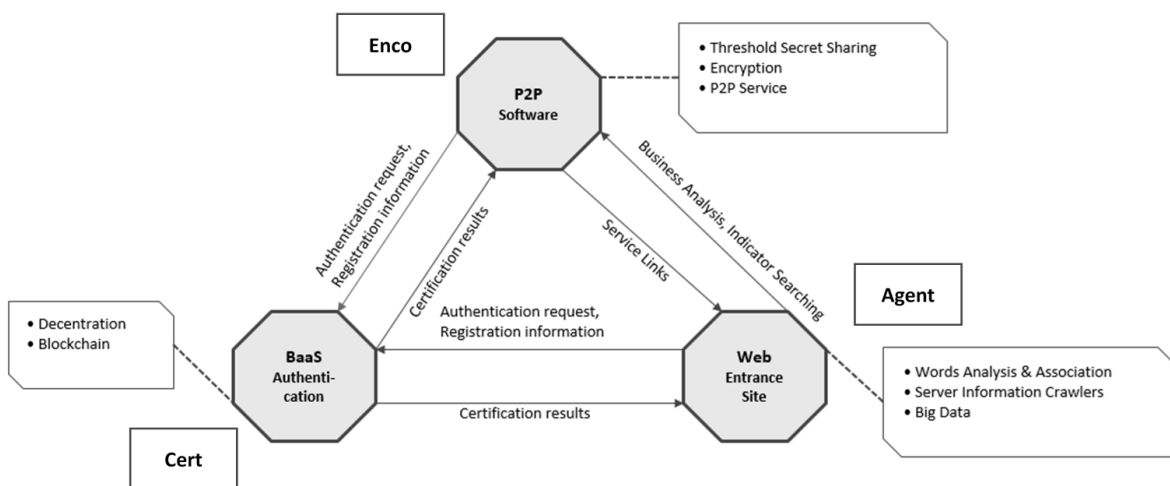 Enco
P2P
Software
• Threshold Secret Sharing
• Encryption
• P2P Service
Authentication request,
Registration information
Certification results
Service Links
Business Analysis, Indicator Searching
Agent
• Decentration
• Blockchain
BaaS
Authenti-
cation
Authentication request,
Registration information
Certification results
Web
Entrance
Site
• Words Analysis & Association
• Server Information Crawlers
• Big Data
Cert